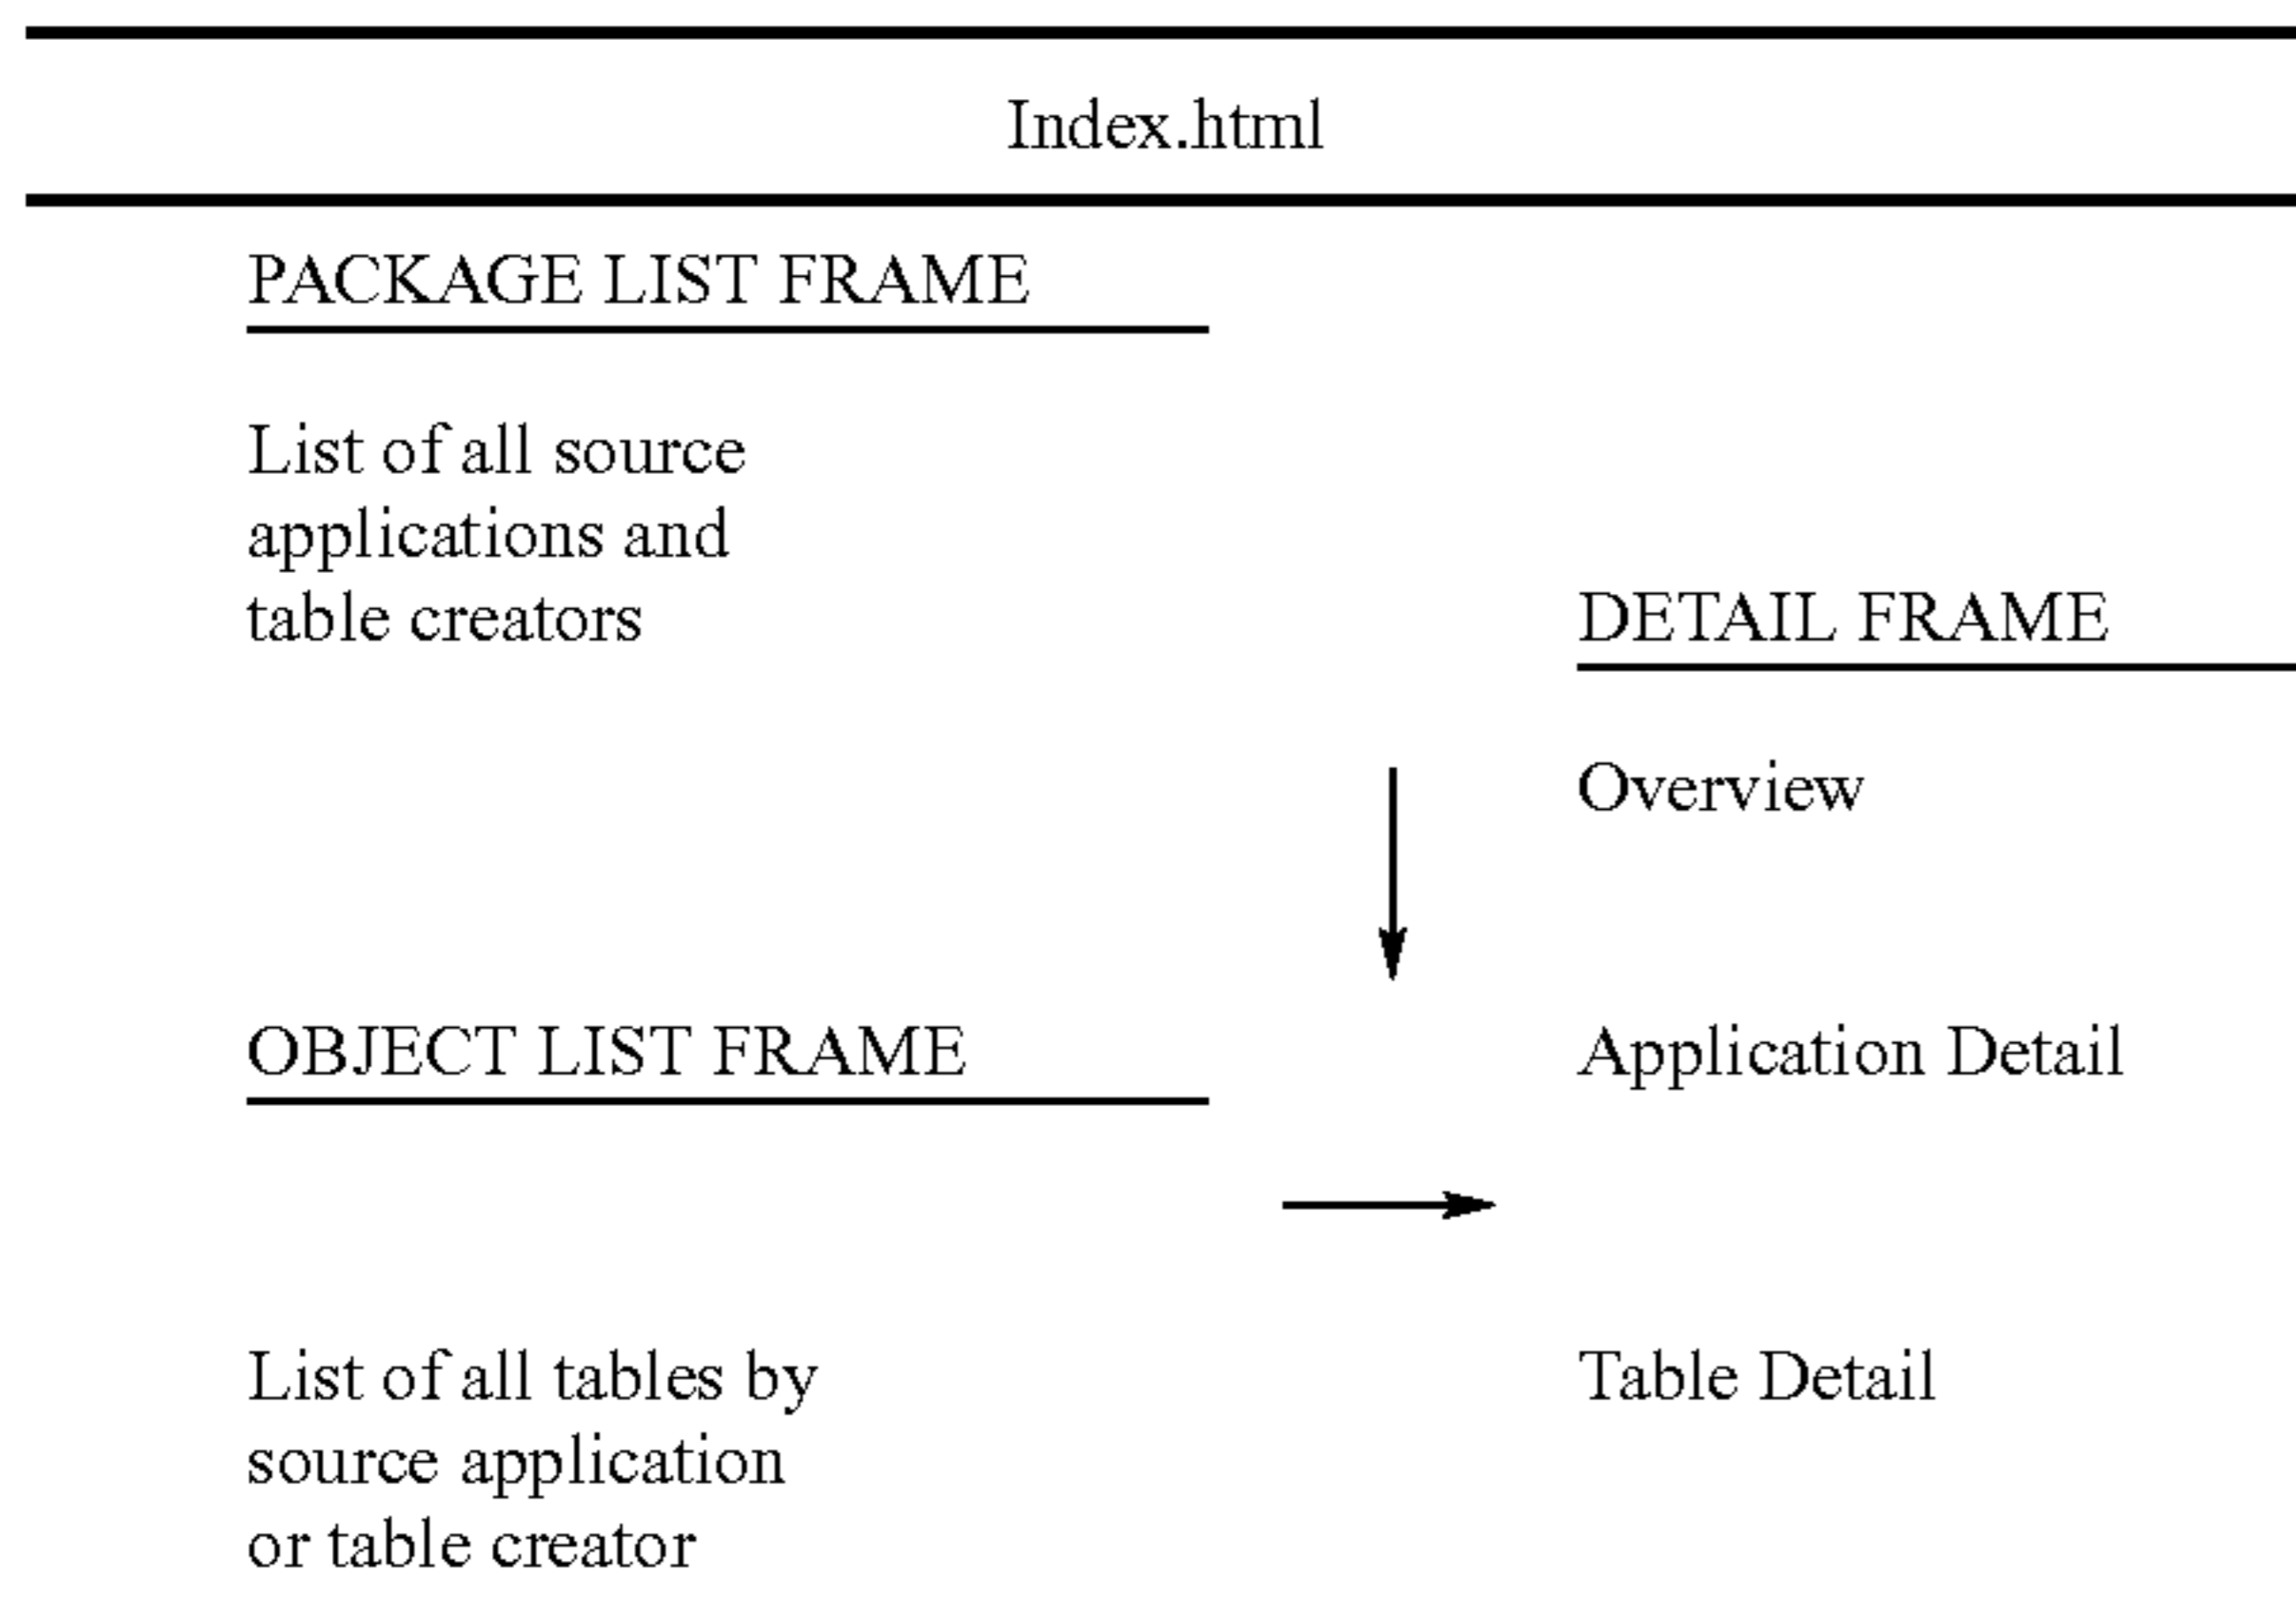 Index.html
PACKAGE LIST FRAME
List of all source
applications and
table creators
DETAIL FRAME
Overview
OBJECT LIST FRAME
Application Detail
List of all tables by
source application
or table creator
Table Detail